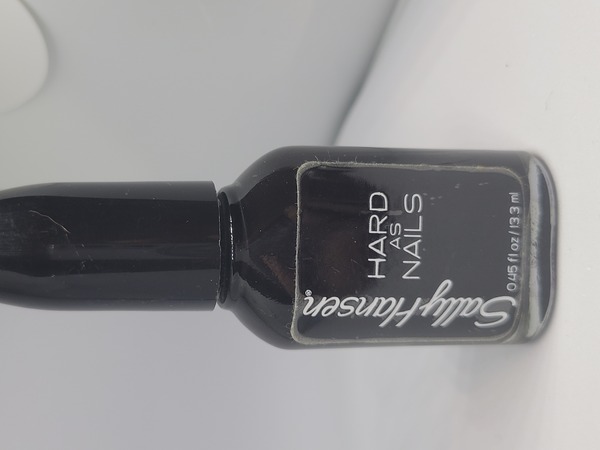 HARD
AS
NAILS
Sally Hansen®
0.45 fl oz / 13.3 ml